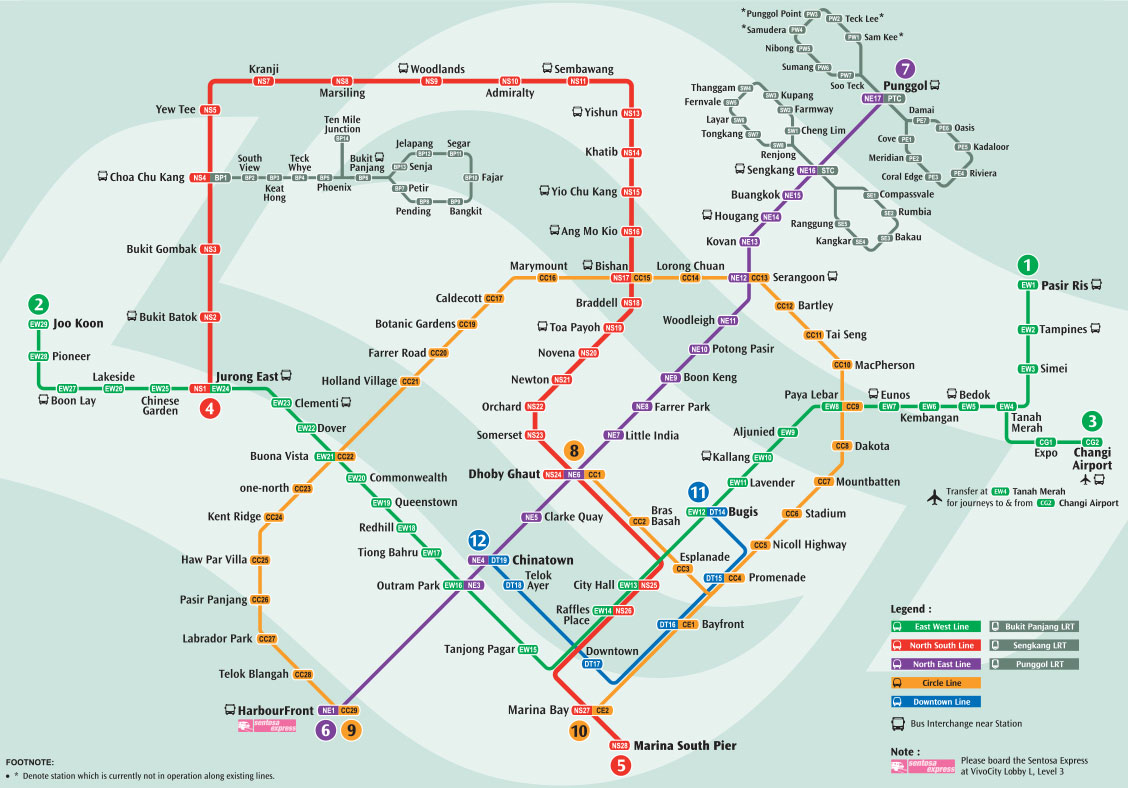 *Punggol Point PW3
PW2 Teck Lee*
*Samudera PW4
PW1 Sam Kee*
Nibong PW5
Sumang PW6
PW7
Soo Teck
7
Punggol
NE17 PTC
Kranji
NS7
NS8
Marsiling
Woodlands
NS9
NS10
Admiralty
Sembawang
NS11
Thanggam SW4
Fernvale SW5
Layar SW6
Tongkang SW7
SW3 Kupang
SW2 Farmway
SW1 Cheng Lim
SW8
Renjong
Damai
PE7
PE6 Oasis
Cove PE1
PE5 Kadaloor
Meridian PE2
Coral Edge PE3
PE4 Riviera
Yew Tee NS5
Yishun NS13
Ten Mile
Junction
BP14
Khatib NS14
Jelapang
BP12
Segar
BP11
BP13 Senja
South
View
Teck
Whye
Bukit
Panjang
Choa Chu Kang NS4 BP1 BP2 BP3 BP4 BP5 BP6
Keat
Hong
Phoenix
BP7 Petir
BP10 Fajar
BP8
Pending
BP9
Bangkit
Sengkang NE16 STC
Yio Chu Kang NS15
Buangkok NE15
SE1 Compassvale
SE2 Rumbia
SE3 Bakau
SE4
Kangkar
Ranggung SE5
Hougang NE14
Ang Mo Kio NS16
Kovan NE13
Bukit Gombak NS3
Marymount
CC16
Bishan
NS17 CC15
Lorong Chuan
CC14
NE12 CC13 Serangoon
1
EW1 Pasir Ris
Caldecott CC17
Braddell NS18
CC12 Bartley
2
EW29 Joo Koon
Bukit Batok NS2
Botanic Gardens CC19
Toa Payoh NS19
Woodleigh NE11
CC11 Tai Seng
EW2 Tampines
EW28 Pioneer
Farrer Road CC20
Novena NS20
NE10 Potong Pasir
CC10
MacPherson
EW3 Simei
Lakeside
Jurong East
EW27
Boon Lay
EW26
EW25
Chinese
Garden
NS1 EW24
4
EW23 Clementi
EW22 Dover
Holland Village CC21
Newton NS21
NE9 Boon Keng
Orchard NS22
NE8 Farrer Park
Somerset NS23
NE7 Little India
Paya Lebar
EW8 CC9
Eunos
EW7
EW6
Kembangan
Bedok
EW5
EW4
Tanah
Merah
3
CG1
Expo
CG2
Changi
Airport
Aljunied EW9
CC8 Dakota
Kallang EW10
EW11 Lavender
CC7 Mountbatten
Transfer at EW4 Tanah Merah
for journeys to & from CG2 Changi Airport
Buona Vista EW21 CC22
8
Dhoby Ghaut NS24 NE6 CC1
EW20 Commonwealth
one-north CC23
EW19 Queenstown
11
EW12 DT14 Bugis
CC6 Stadium
Kent Ridge CC24
Redhill EW18
NE5 Clarke Quay
Bras
Basah
CC2
CC5 Nicoll Highway
Tiong Bahru EW17
12
NE4 DT19 Chinatown
Esplanade
CC3
Haw Par Villa CC25
Outram Park EW16 NE3
DT18 Telok
Ayer
City Hall EW13 NS25
DT15 CC4 Promenade
Pasir Panjang CC26
Raffles
Place
EW14 NS26
DT16 CE1 Bayfront
Labrador Park CC27
Tanjong Pagar EW15
Downtown
DT17
Telok Blangah CC28
HarbourFront NE1 CC29
sentosa
express
6
9
Marina Bay NS27 CE2
10
NS28 Marina South Pier
5
Legend :
East West Line
North South Line
North East Line
Circle Line
Downtown Line
Bukit Panjang LRT
Sengkang LRT
Punggol LRT
Bus Interchange near Station
Note :
sentosa
express
Please board the Sentosa Express
at VivoCity Lobby L, Level 3
FOOTNOTE:
• * Denote station which is currently not in operation along existing lines.